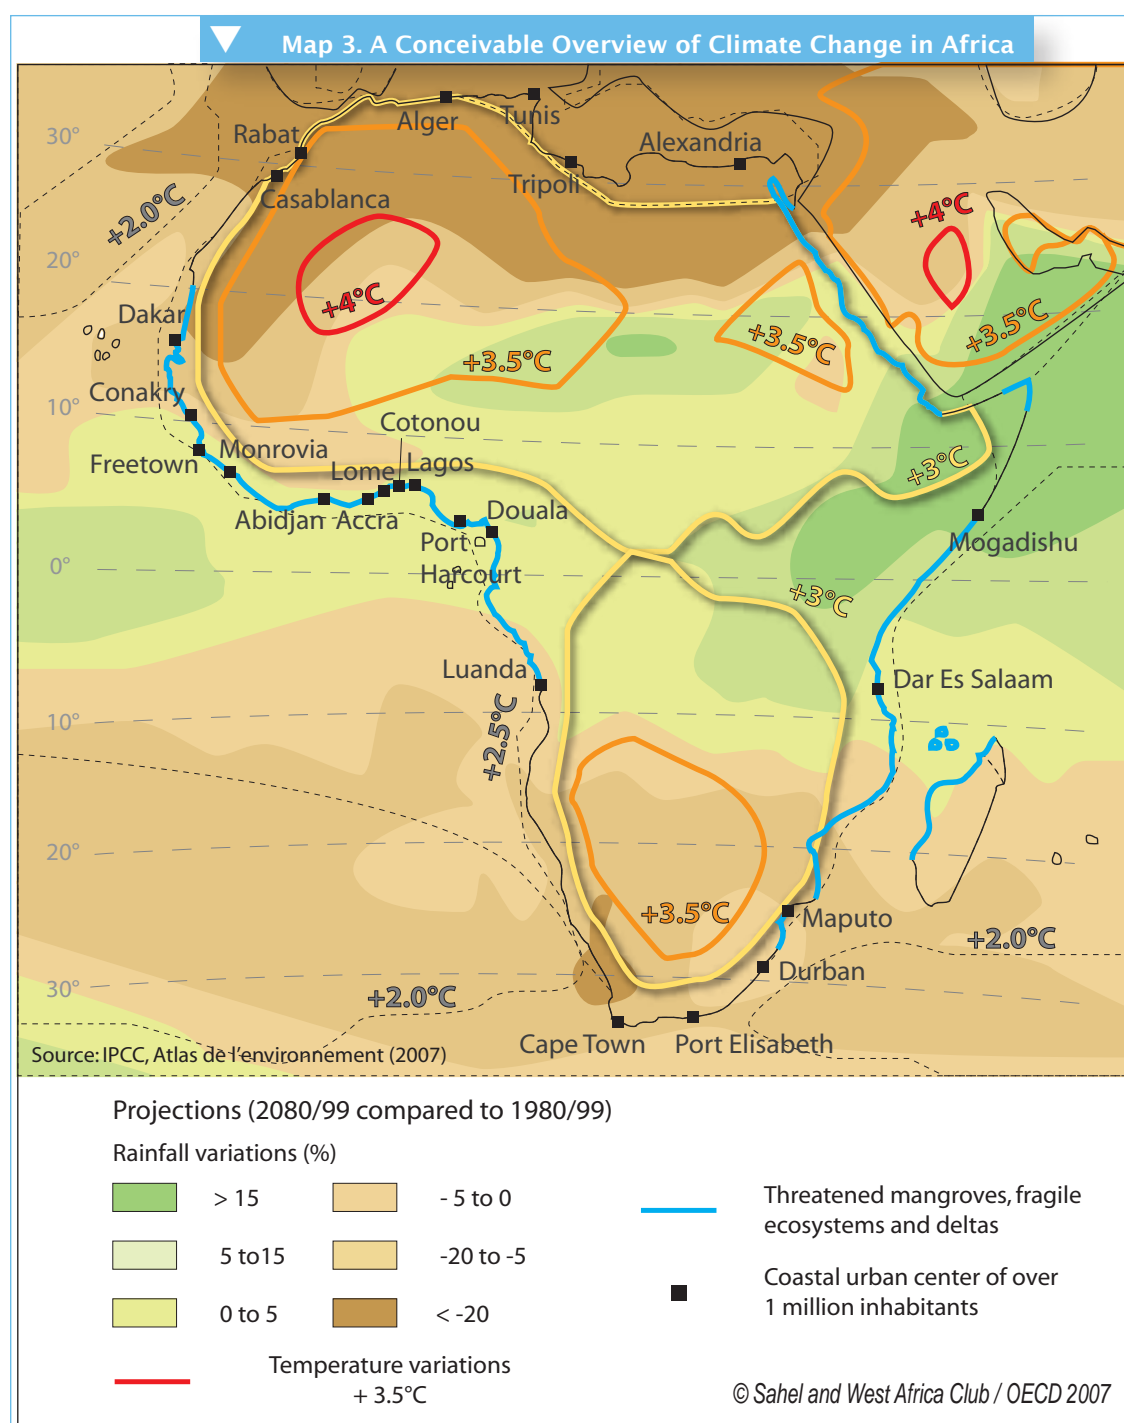 Map 3. A Conceivable Overview of Climate Change in Africa
30°
Rabat
Alger
Tunis
Alexandria
Tripoli
Casablanca
+2.0°C
+4°C
20°
+4°C
Dakar
+3.5°C
+3.5°C
+3.5°C
Conakry
10°
Cotonou
Freetown
Monrovia
Lome
Lagos
+3°C
Abidjan
Accra
Douala
Port
Harcourt
Mogadishu
0°
+3°C
Luanda
Dar Es Salaam
10°
+2.5°C
20°
+3.5°C
Maputo
+2.0°C
Durban
30°
+2.0°C
Cape Town
Port Elisabeth
Source: IPCC, Atlas de l'environnement (2007)
Projections (2080/99 compared to 1980/99)
Rainfall variations (%)
> 15
- 5 to 0
5 to15
-20 to -5
0 to 5
< -20
Threatened mangroves, fragile
ecosystems and deltas
Coastal urban center of over
1 million inhabitants
Temperature variations
+ 3.5°C
© Sahel and West Africa Club / OECD 2007